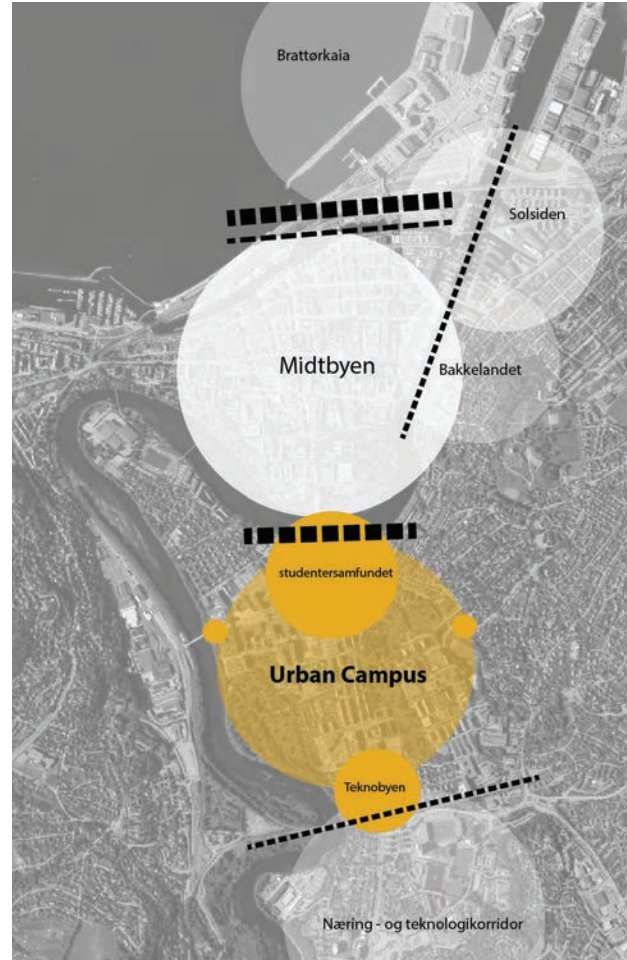 Brattørkaia
Solsiden
Midtbyen
Bakkelandet
studentersamfundet
Urban Campus
Teknobyen
Næring - og teknologikorridor